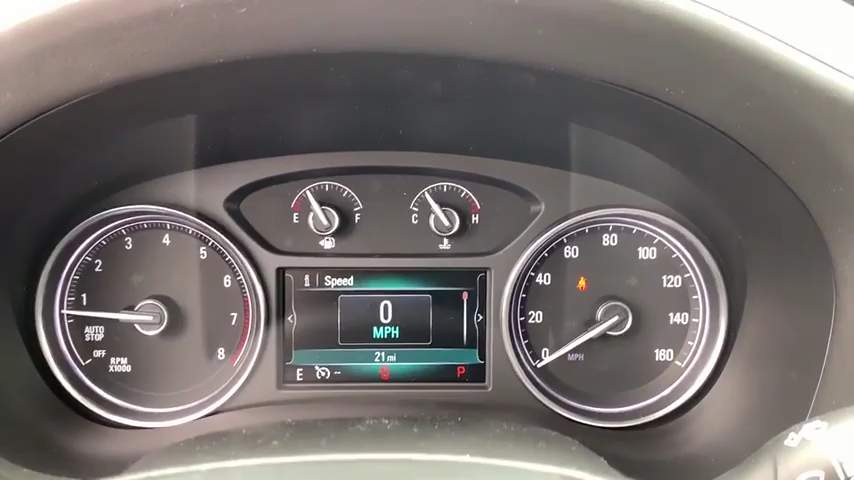 E F
C H
1 2 3 4 5 6 7 8
AUTO
STOP
OFF
RPM
X1000
i Speed
0
MPH
21 mi
E -- P
0 20 40 60 80 100 120 140 160
MPH